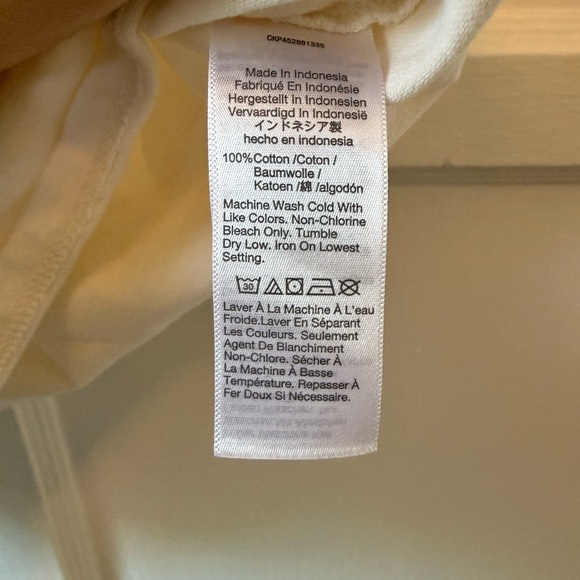 CKP452881335
Made In Indonesia
Fabriqué En Indonésie
Hergestellt In Indonesien
Vervaardigd In Indonesië
インドネシア製
hecho en indonesia
100%Cotton /Coton /
Baumwolle /
Katoen /綿 /algodón
Machine Wash Cold With
Like Colors. Non-Chlorine
Bleach Only. Tumble
Dry Low. Iron On Lowest
Setting.
30
Laver À La Machine À L'eau
Froide.Laver En Séparant
Les Couleurs. Seulement
Agent De Blanchiment
Non-Chlore. Sécher À
La Machine À Basse
Température. Repasser À
Fer Doux Si Nécessaire.